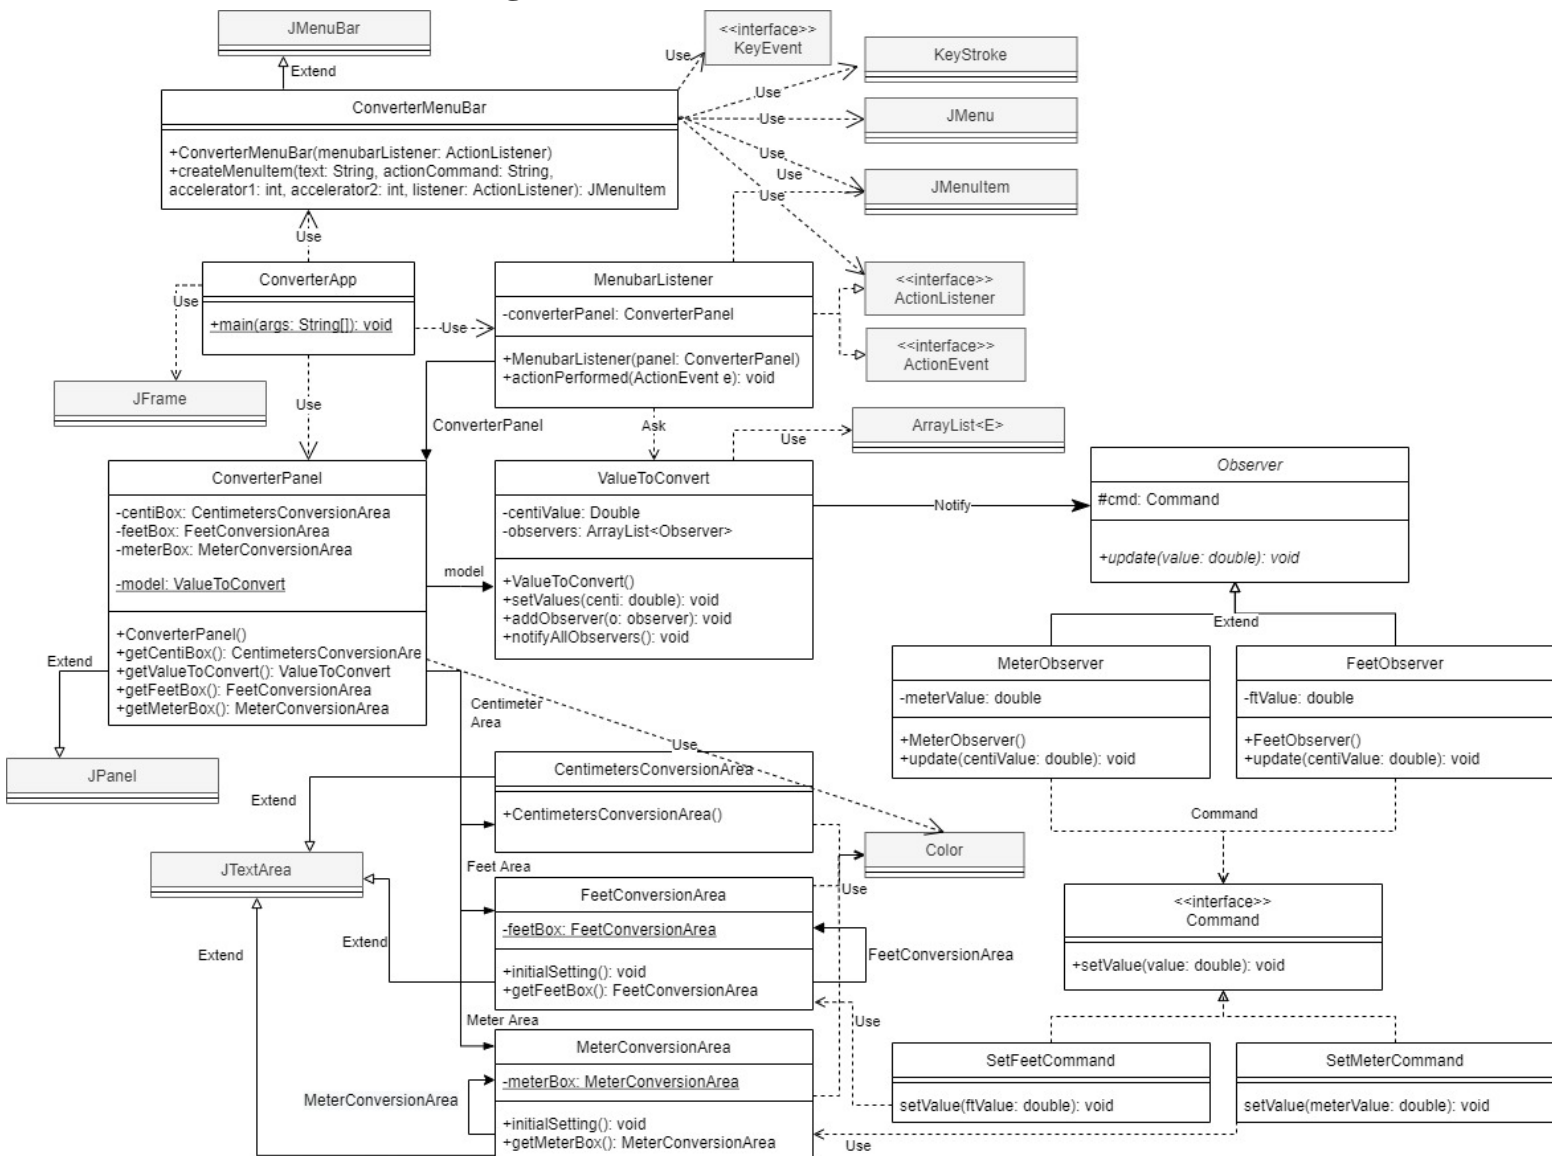 JMenuBar
Extend
<<interface>>
KeyEvent
Use
KeyStroke
Use
JMenu
Use
JMenuItem
Use
Use
Use
ConverterMenuBar
+ConverterMenuBar(menubarListener: ActionListener)
+createMenuItem(text: String, actionCommand: String,
accelerator1: int, accelerator2: int, listener: ActionListener): JMenuItem
Use
ConverterApp
+main(args: String[]): void
Use
Use
Use
JFrame
MenubarListener
-converterPanel: ConverterPanel
+MenubarListener(panel: ConverterPanel)
+actionPerformed(ActionEvent e): void
<<interface>>
ActionListener
<<interface>>
ActionEvent
ConverterPanel
Ask
Use
ArrayList<E>
ConverterPanel
-centiBox: CentimetersConversionArea
-feetBox: FeetConversionArea
-meterBox: MeterConversionArea
-model: ValueToConvert
+ConverterPanel()
+getCentiBox(): CentimetersConversionAre
+getValueToConvert(): ValueToConvert
+getFeetBox(): FeetConversionArea
+getMeterBox(): MeterConversionArea
model
ValueToConvert
-centiValue: Double
-observers: ArrayList<Observer>
+ValueToConvert()
+setValues(centi: double): void
+addObserver(o: observer): void
+notifyAllObservers(): void
Notify
Observer
#cmd: Command
+update(value: double): void
Extend
MeterObserver
-meterValue: double
+MeterObserver()
+update(centiValue: double): void
FeetObserver
-ftValue: double
+FeetObserver()
+update(centiValue: double): void
Extend
JPanel
Centimeter
Area
Use
CentimetersConversionArea
+CentimetersConversionArea()
Extend
JTextArea
Feet Area
Color
Use
FeetConversionArea
-feetBox: FeetConversionArea
+initialSetting(): void
+getFeetBox(): FeetConversionArea
FeetConversionArea
Extend
Extend
Command
<<interface>>
Command
+setValue(value: double): void
Meter Area
Use
MeterConversionArea
-meterBox: MeterConversionArea
+initialSetting(): void
+getMeterBox(): MeterConversionArea
MeterConversionArea
SetFeetCommand
setValue(ftValue: double): void
SetMeterCommand
setValue(meterValue: double): void
Use